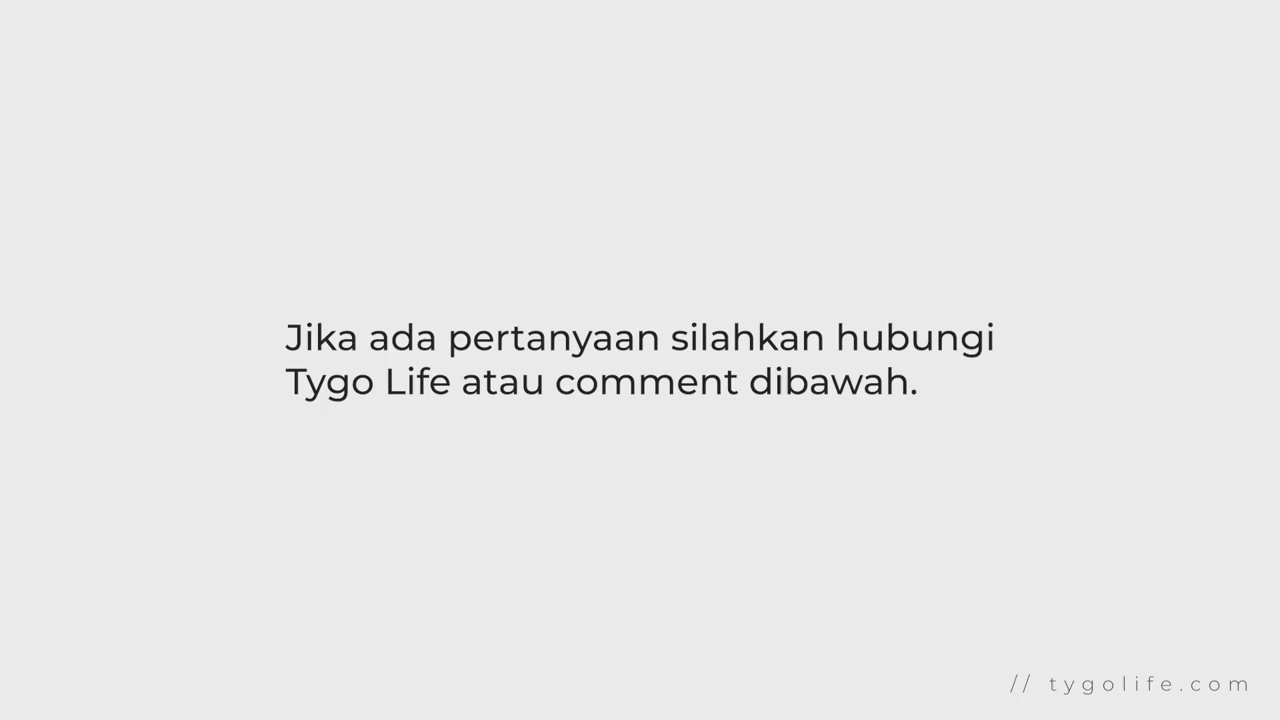 Jika ada pertanyaan silahkan hubungi
Tygo Life atau comment dibawah.
// tygolife.com